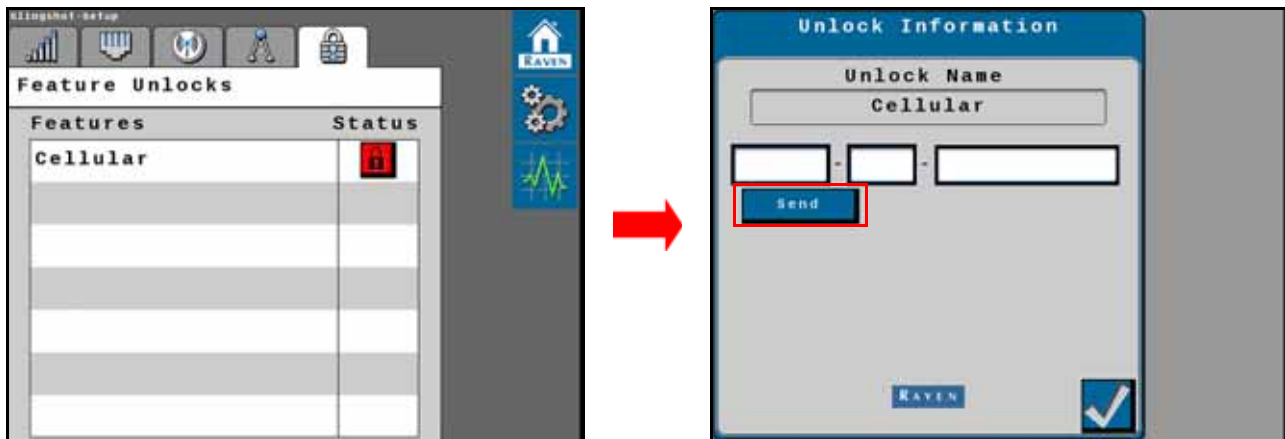 Slingshot-Setup
RAVEN
Feature Unlocks
Features Status
Cellular
Unlock Information
Unlock Name
Cellular
- -
Send
RAVEN